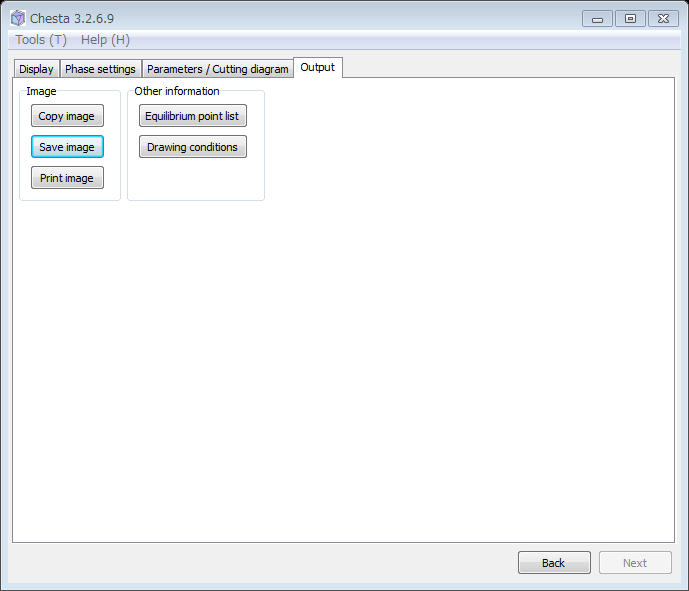 Chesta 3.2.6.9
Tools (T) Help (H)
Display Phase settings Parameters / Cutting diagram Output
Image
Copy image
Save image
Print image
Other information
Equilibrium point list
Drawing conditions
Back Next